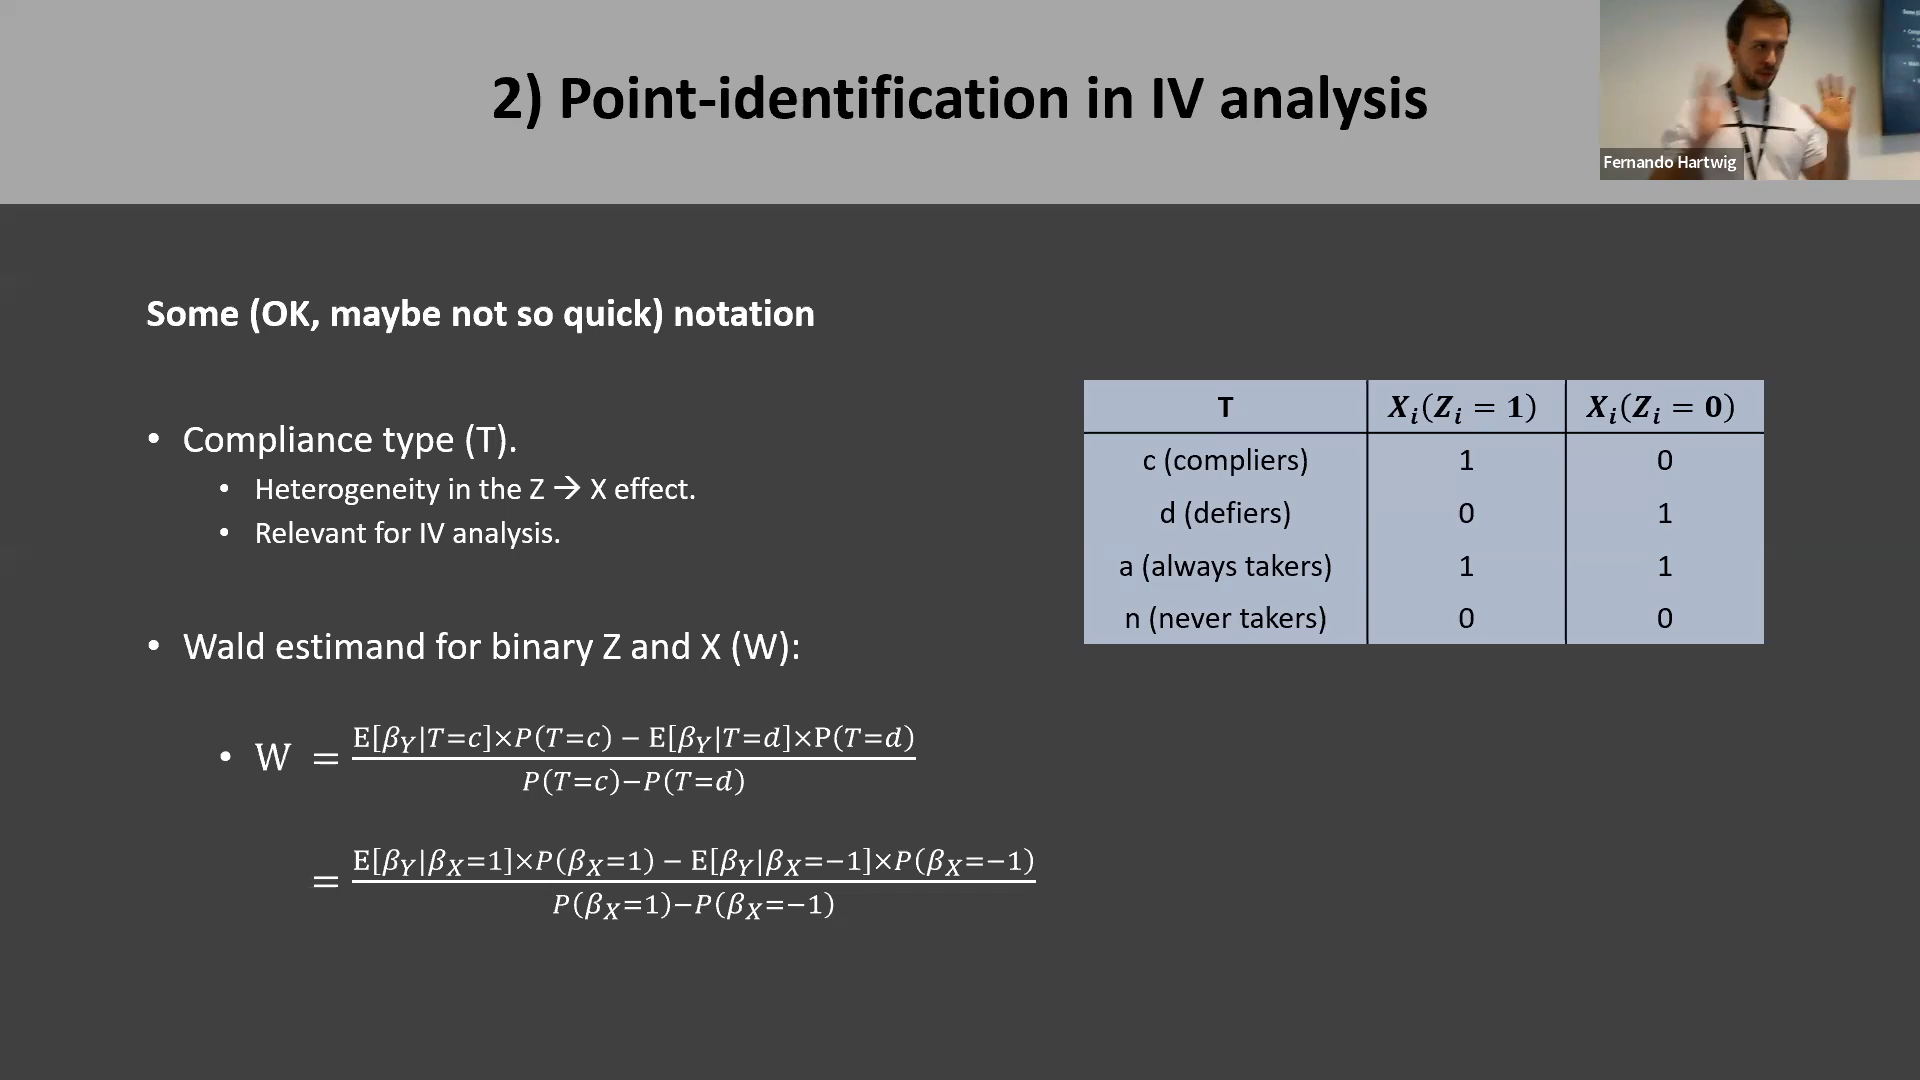 2) Point-identification in IV analysis
Fernando Hartwig
Some (OK, maybe not so quick) notation
• Compliance type (T).
• Heterogeneity in the Z → X effect.
• Relevant for IV analysis.
T | X_i(Z_i = 1) | X_i(Z_i = 0)
c (compliers) | 1 | 0
d (defiers) | 0 | 1
a (always takers) | 1 | 1
n (never takers) | 0 | 0
• Wald estimand for binary Z and X (W):
• W = (E[β_Y|T=c]×P(T=c) − E[β_Y|T=d]×P(T=d)) / (P(T=c)−P(T=d))
= (E[β_Y|β_X=1]×P(β_X=1) − E[β_Y|β_X=−1]×P(β_X=−1)) / (P(β_X=1)−P(β_X=−1))